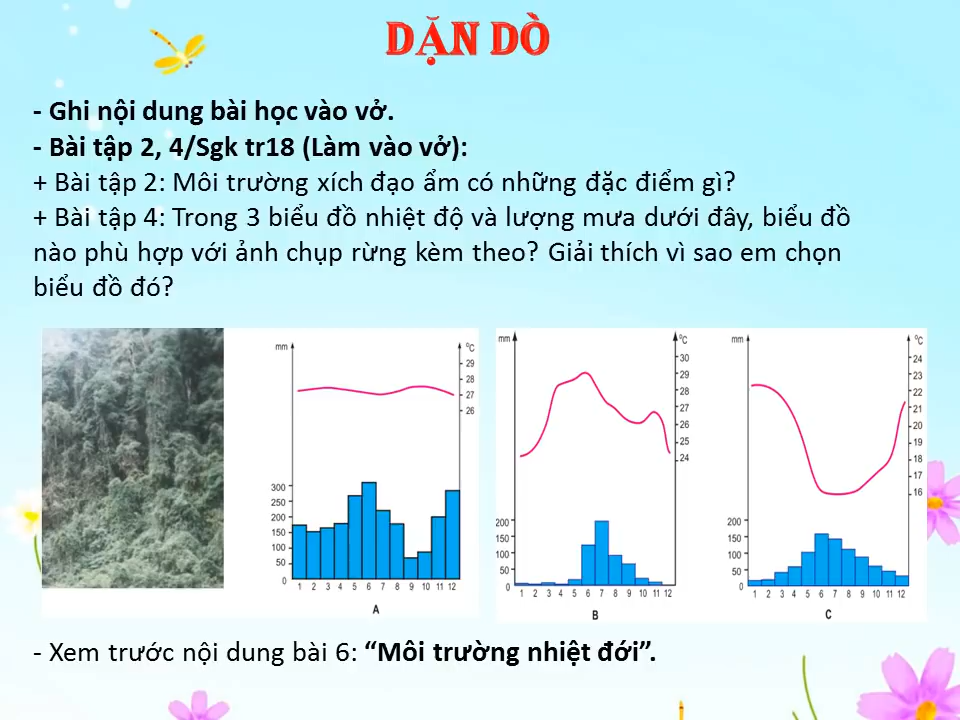 DẶN DÒ
- Ghi nội dung bài học vào vở.
- Bài tập 2, 4/Sgk tr18 (Làm vào vở):
+ Bài tập 2: Môi trường xích đạo ẩm có những đặc điểm gì?
+ Bài tập 4: Trong 3 biểu đồ nhiệt độ và lượng mưa dưới đây, biểu đồ
nào phù hợp với ảnh chụp rừng kèm theo? Giải thích vì sao em chọn
biểu đồ đó?
mm
°C
29
28
27
26
300
250
200
150
100
50
0
1 2 3 4 5 6 7 8 9 10 11 12
A
mm
°C
30
29
28
27
26
25
24
200
150
100
50
0
1 2 3 4 5 6 7 8 9 10 11 12
B
mm
°C
24
23
22
21
20
19
18
17
16
200
150
100
50
0
1 2 3 4 5 6 7 8 9 10 11 12
C
- Xem trước nội dung bài 6: “Môi trường nhiệt đới”.